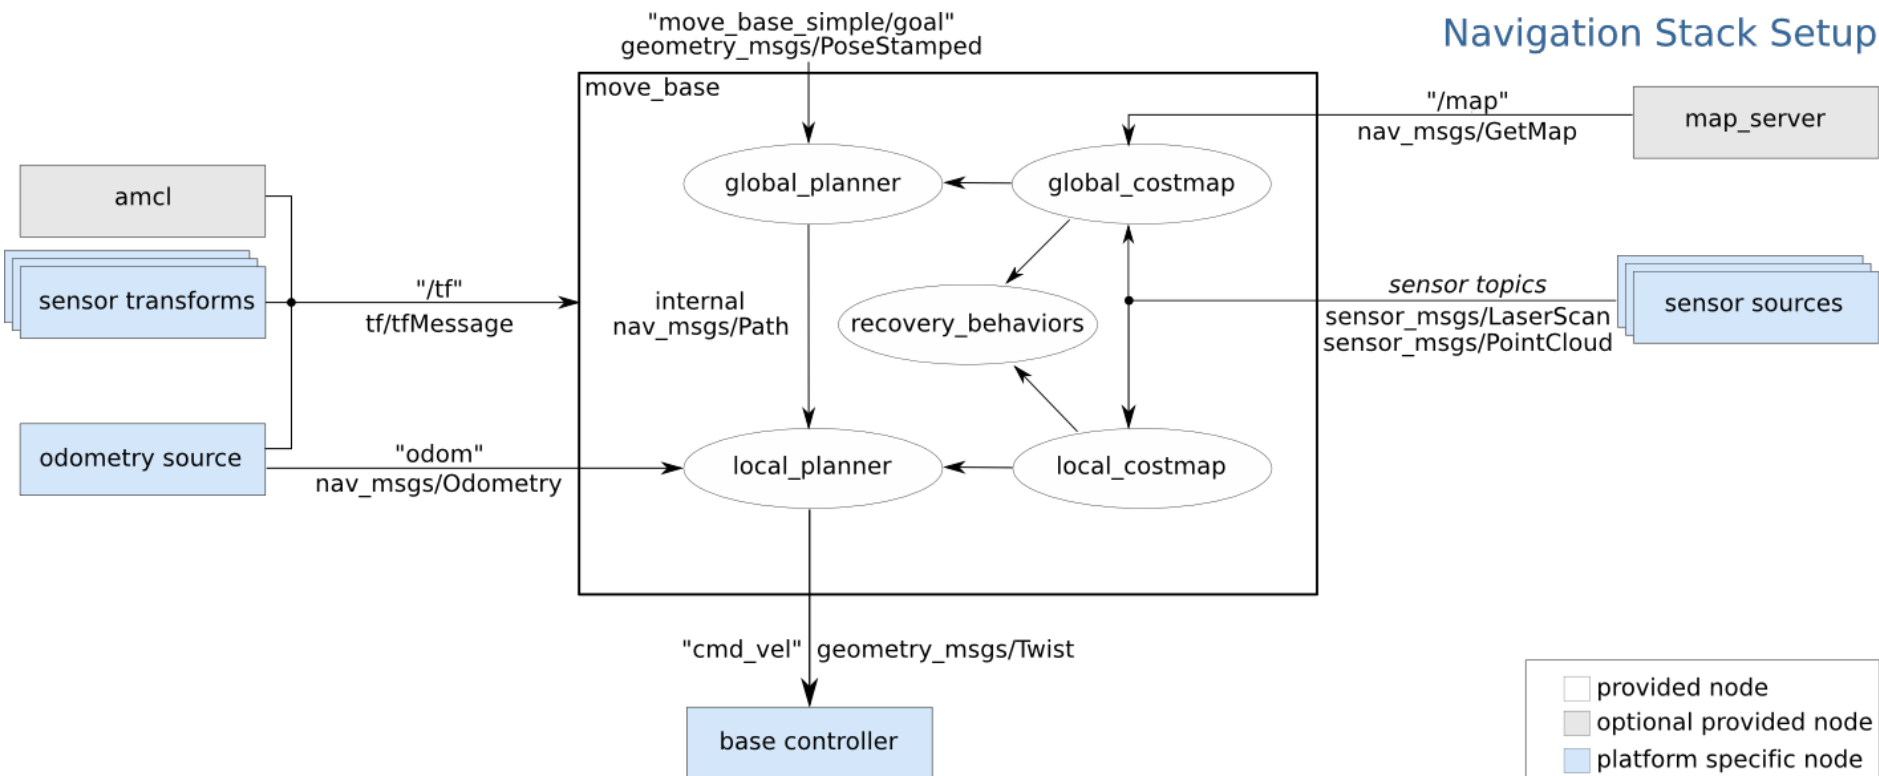 "move_base_simple/goal"
geometry_msgs/PoseStamped
Navigation Stack Setup
move_base
"/map"
nav_msgs/GetMap
map_server
amcl
global_planner
global_costmap
sensor transforms
"/tf"
tf/tfMessage
internal
nav_msgs/Path
recovery_behaviors
sensor topics
sensor_msgs/LaserScan
sensor_msgs/PointCloud
sensor sources
odometry source
"odom"
nav_msgs/Odometry
local_planner
local_costmap
"cmd_vel" geometry_msgs/Twist
base controller
provided node
optional provided node
platform specific node